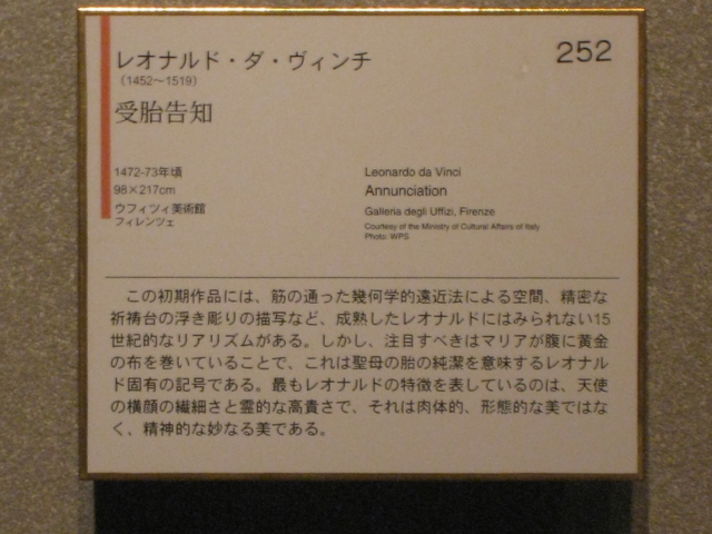 レオナルド・ダ・ヴィンチ
252
（1452〜1519）
受胎告知
1472-73年頃
98×217cm
ウフィツィ美術館
フィレンツェ
Leonardo da Vinci
Annunciation
Galleria degli Uffizi, Firenze
Courtesy of the Ministry of Cultural Affairs of Italy
Photo: WPS
この初期作品には、筋の通った幾何学的遠近法による空間、精密な
祈祷台の浮き彫りの描写など、成熟したレオナルドにはみられない15
世紀的なリアリズムがある。しかし、注目すべきはマリアが腹に黄金
の布を巻いていることで、これは聖母の胎の純潔を意味するレオナル
ド固有の記号である。最もレオナルドの特徴を表しているのは、天使
の横顔の繊細さと霊的な高貴さで、それは肉体的、形態的な美ではな
く、精神的な妙なる美である。